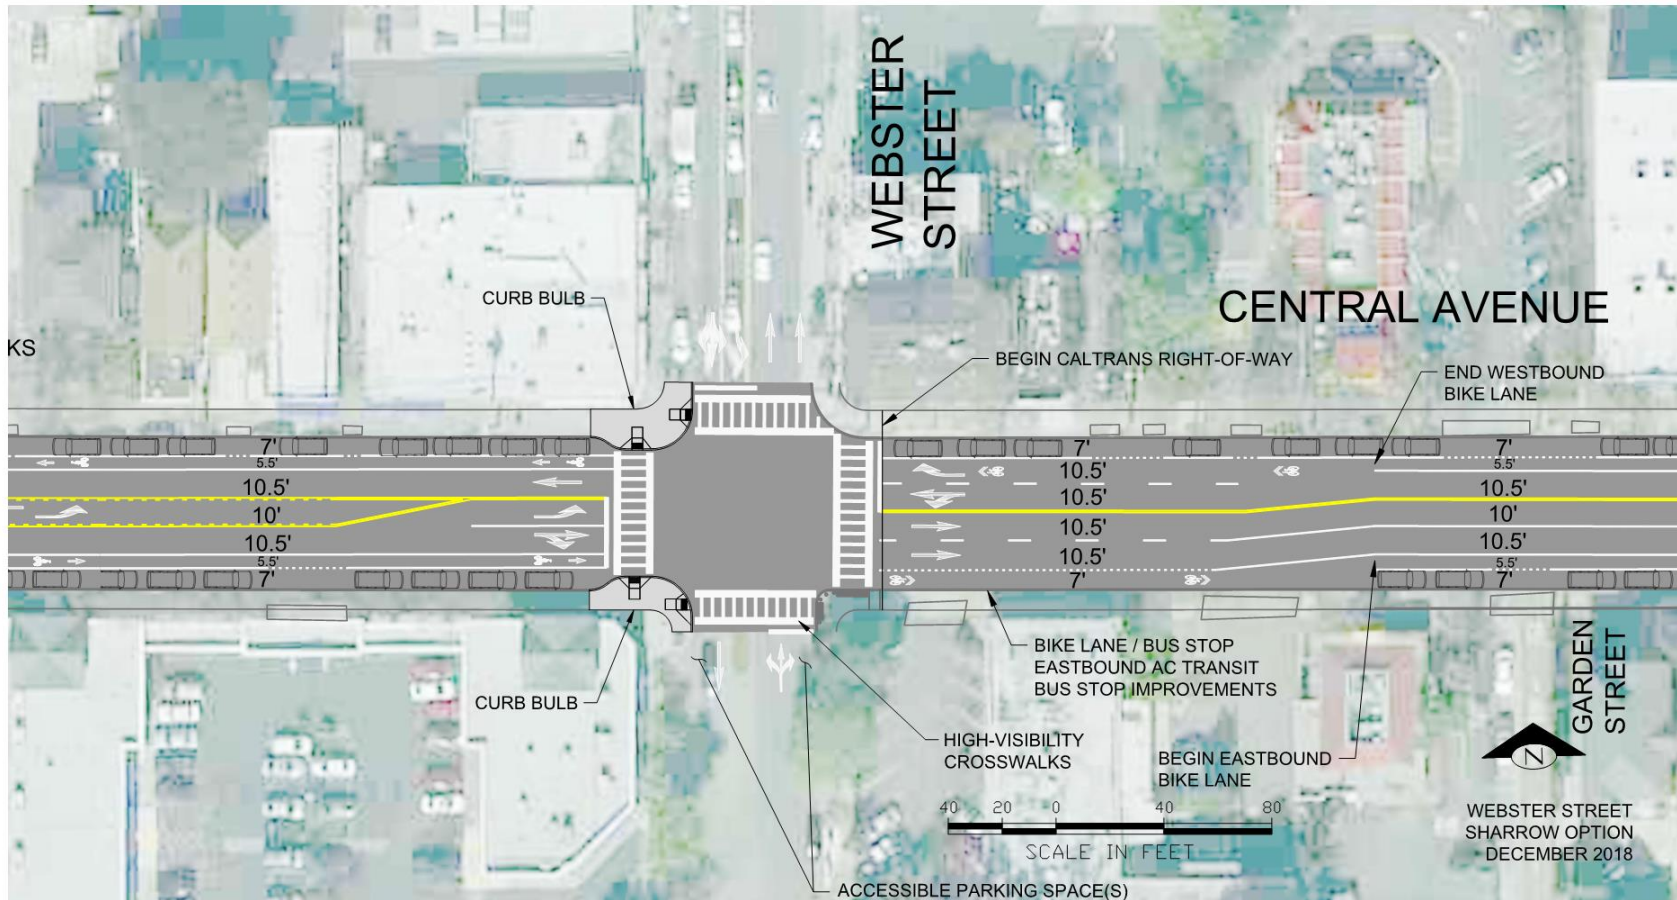 WEBSTER
STREET
CENTRAL AVENUE
CURB BULB
KS
BEGIN CALTRANS RIGHT-OF-WAY
END WESTBOUND
BIKE LANE
7'
5.5'
10.5'
10'
10.5'
5.5'
7'
7'
10.5'
10.5'
10.5'
10.5'
7'
7'
5.5'
10.5'
10'
10.5'
5.5'
7'
BIKE LANE / BUS STOP
EASTBOUND AC TRANSIT
BUS STOP IMPROVEMENTS
GARDEN
STREET
CURB BULB
HIGH-VISIBILITY
CROSSWALKS
BEGIN EASTBOUND
BIKE LANE
N
40 20 0 40 80
SCALE IN FEET
WEBSTER STREET
SHARROW OPTION
DECEMBER 2018
ACCESSIBLE PARKING SPACE(S)